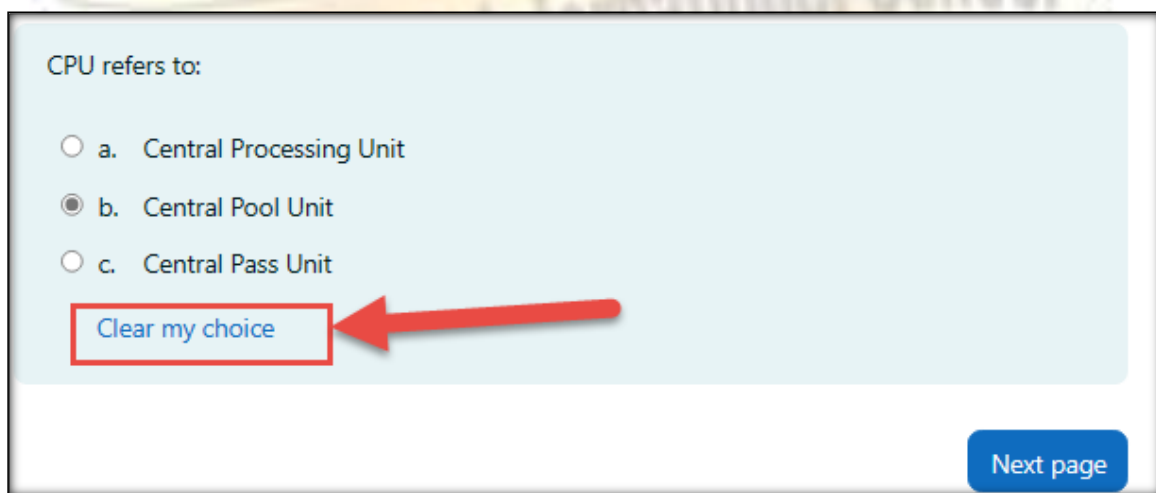 CPU refers to:
a. Central Processing Unit
b. Central Pool Unit
c. Central Pass Unit
Clear my choice
Next page